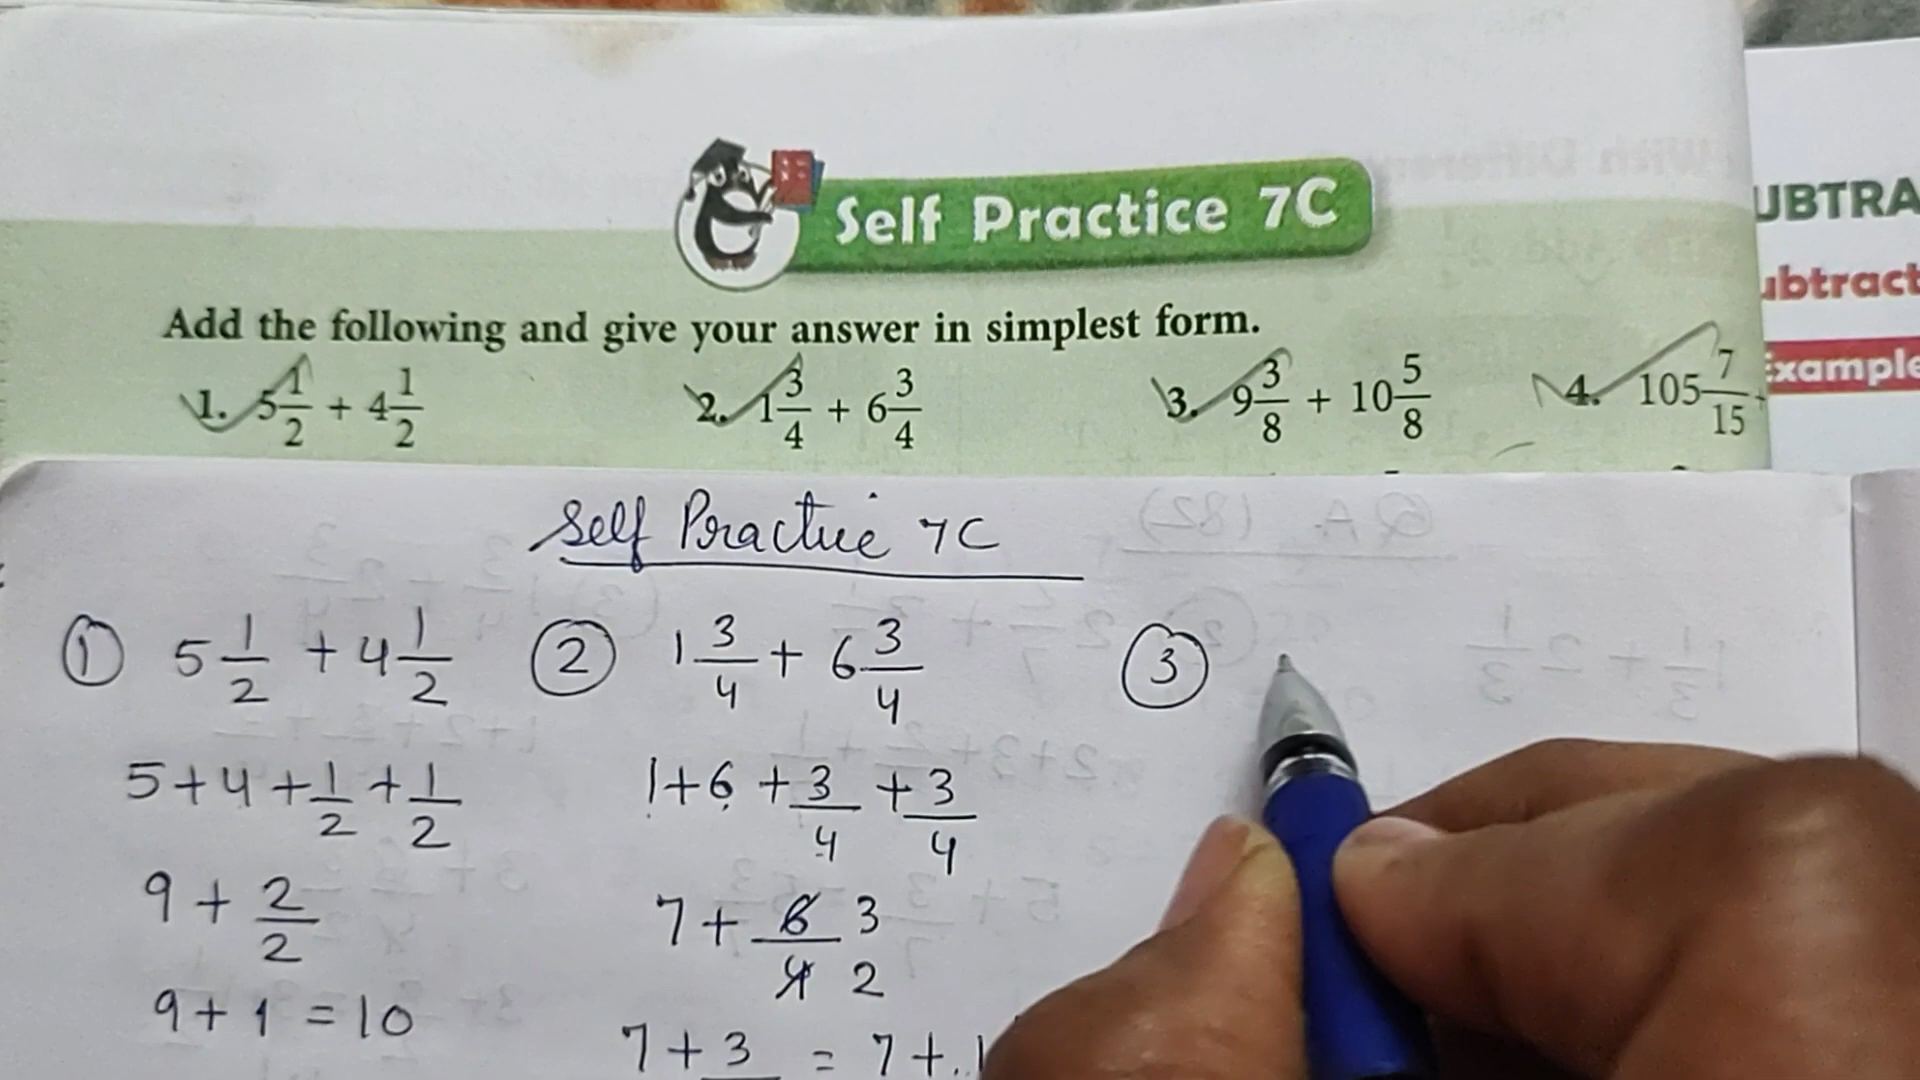 UBTRA
ubtract
Example
Self Practice 7C
Add the following and give your answer in simplest form.
1. 5 1/2 + 4 1/2  2. 1 3/4 + 6 3/4  3. 9 3/8 + 10 5/8  4. 105 7/15
Self Practice 7C
① 5 1/2 + 4 1/2  ② 1 3/4 + 6 3/4  ③
5+4+1/2+1/2  1+6+3/4+3/4
9+2/2  7+6/4 3/2
9+1=10  7+3 = 7+